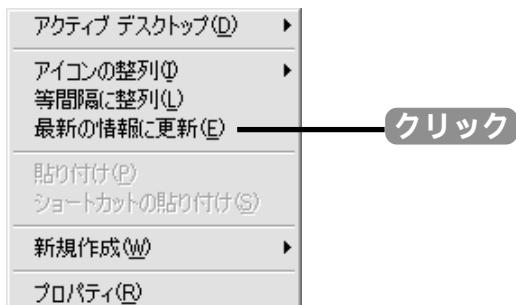 アクティブ デスクトップ(D)
アイコンの整列(I)
等間隔に整列(L)
最新の情報に更新(E)
クリック
貼り付け(P)
ショートカットの貼り付け(S)
新規作成(W)
プロパティ(R)